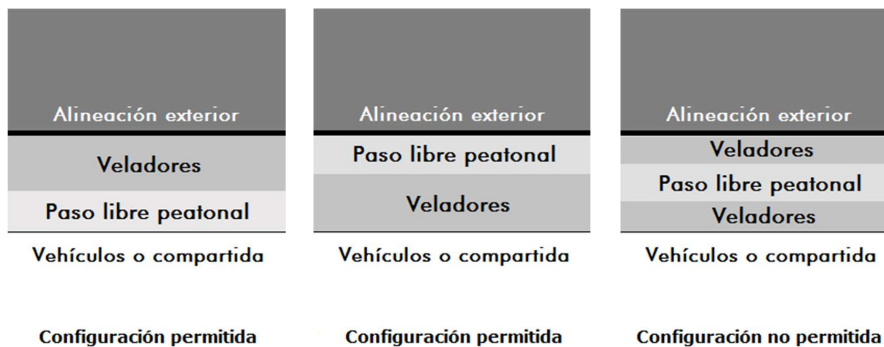 Alineación exterior
Veladores
Paso libre peatonal
Vehículos o compartida
Configuración permitida
Alineación exterior
Paso libre peatonal
Veladores
Vehículos o compartida
Configuración permitida
Alineación exterior
Veladores
Paso libre peatonal
Veladores
Vehículos o compartida
Configuración no permitida